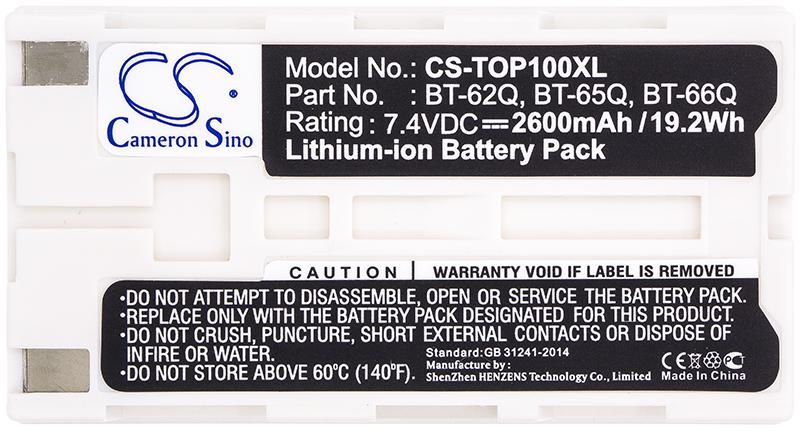 Cameron Sino
Model No.: CS-TOP100XL
Part No. : BT-62Q, BT-65Q, BT-66Q
Rating : 7.4VDC 2600mAh/19.2Wh
Lithium-ion Battery Pack
CAUTION WARRANTY VOID IF LABEL IS REMOVED
•DO NOT ATTEMPT TO DISASSEMBLE, OPEN OR SERVICE THE BATTERY PACK.
•REPLACE ONLY WITH THE BATTERY PACK DESIGNED FOR THIS PRODUCT.
•DO NOT CRUSH, PUNCTURE, SHORT EXTERNAL CONTACTS OR DISPOSE
OF IN FIRE OR WATER.
•DO NOT STORE ABOVE 60℃ (140℉).
Standard:GB 31241-2014
Manufacture by :
ShenZhen HENZENS Technology Co., Limited
CE
Made In China